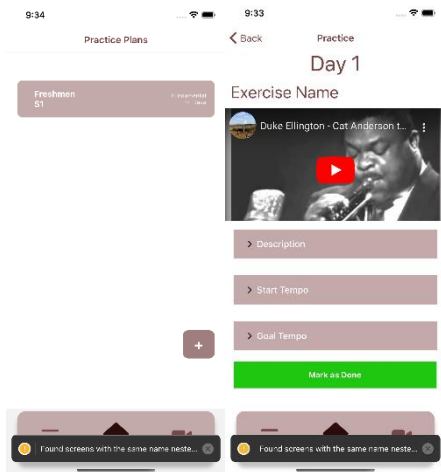 9:34
Practice Plans
Freshmen
S1
Fundamental
9:33
Back
Practice
Day 1
Exercise Name
Duke Ellington - Cat Anderson t...
Description
Start Tempo
Goal Tempo
Mark as Done
+
Found screens with the same name neste...
Found screens with the same name neste...